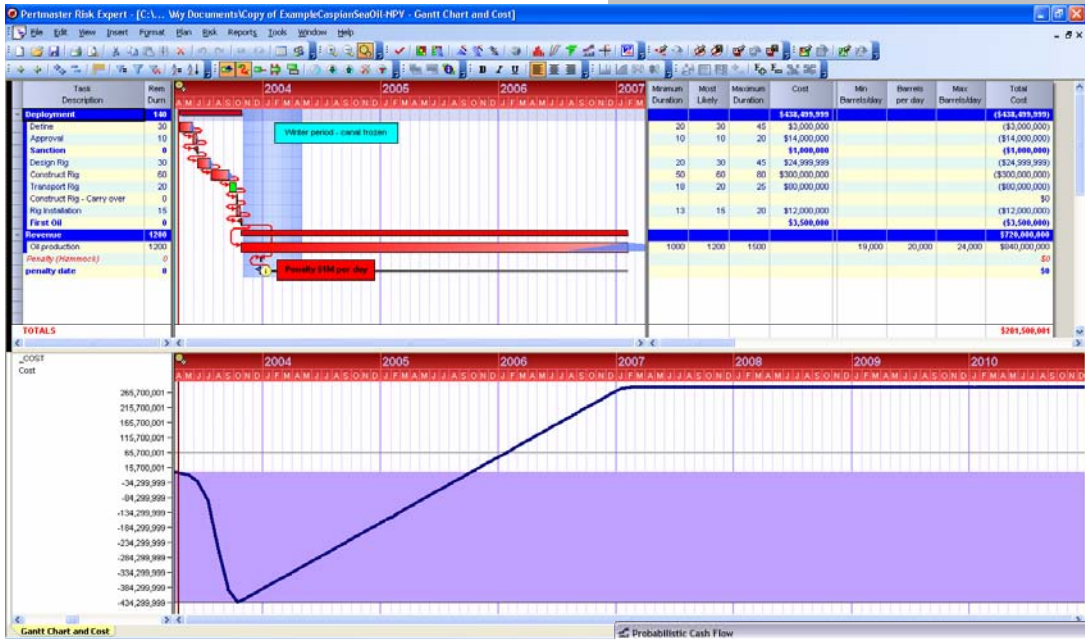 Pertmaster Risk Expert - [C:\... \My Documents\Copy of ExampleCaspianSeaOil-NPV - Gantt Chart and Cost]
File Edit View Insert Format Plan Risk Reports Tools Window Help
Task Description Rem Durn 2004 2005 2006 2007 Minimum Duration Most Likely Maximum Duration Cost Min Barrels/day Barrels per day Max Barrels/day Total Cost
A M J J A S O N D J F M A M J J A S O N D J F M A M J J A S O N D J F M A M J J A S O N D J F M
Deployment 140 $438,499,999 ($438,499,999)
Define 30 20 30 45 $3,000,000 ($3,000,000)
Winter period - canal frozen
Approval 10 10 10 20 $14,000,000 ($14,000,000)
Sanction 0 $1,000,000 ($1,000,000)
Design Rig 30 20 30 45 $24,999,999 ($24,999,999)
Construct Rig 60 50 60 80 $300,000,000 ($300,000,000)
Transport Rig 20 18 20 25 $80,000,000 ($80,000,000)
Construct Rig - Carry over 0 $0
Rig Installation 15 13 15 20 $12,000,000 ($12,000,000)
First Oil 0 $3,500,000 ($3,500,000)
Revenue 1200 $720,000,000
Oil production 1200 1000 1200 1500 19,000 20,000 24,000 $840,000,000
Penalty (Hammock) 0 $0
penalty date 0 Penalty $1M per day $0
TOTALS $281,500,001
_COST
Cost
2004 2005 2006 2007 2008 2009 2010
A M J J A S O N D J F M A M J J A S O N D J F M A M J J A S O N D J F M A M J J A S O N D J F M A M J J A S O N D J F M A M J J A S O N D J F M A M J J A S O N D J F M A M J J A S O N D
265,700,001
215,700,001
165,700,001
115,700,001
65,700,001
15,700,001
-34,299,999
-84,299,999
-134,299,999
-184,299,999
-234,299,999
-284,299,999
-334,299,999
-384,299,999
-434,299,999
Gantt Chart and Cost
Probabilistic Cash Flow